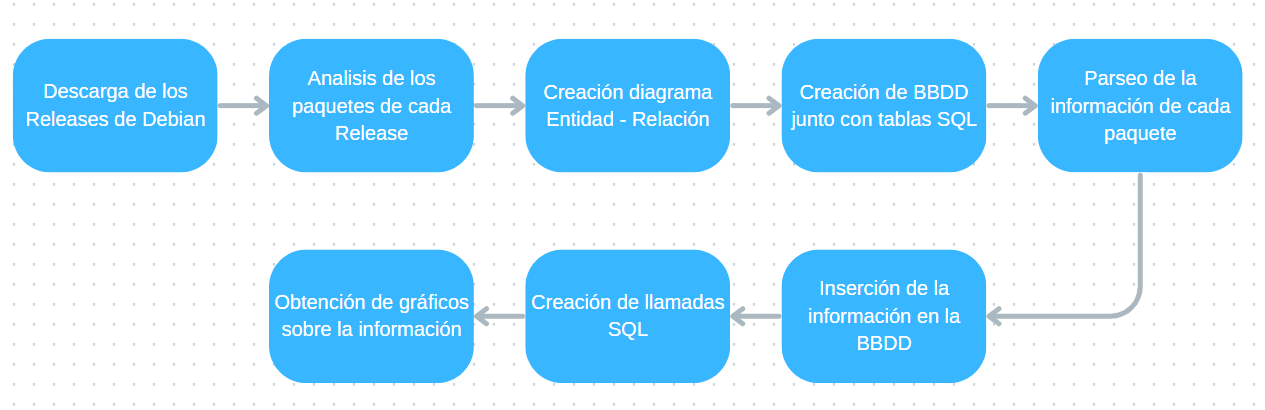 Descarga de los
Releases de Debian
Analisis de los
paquetes de cada
Release
Creación diagrama
Entidad - Relación
Creación de BBDD
junto con tablas SQL
Parseo de la
información de cada
paquete
Inserción de la
información en la
BBDD
Creación de llamadas
SQL
Obtención de gráficos
sobre la información